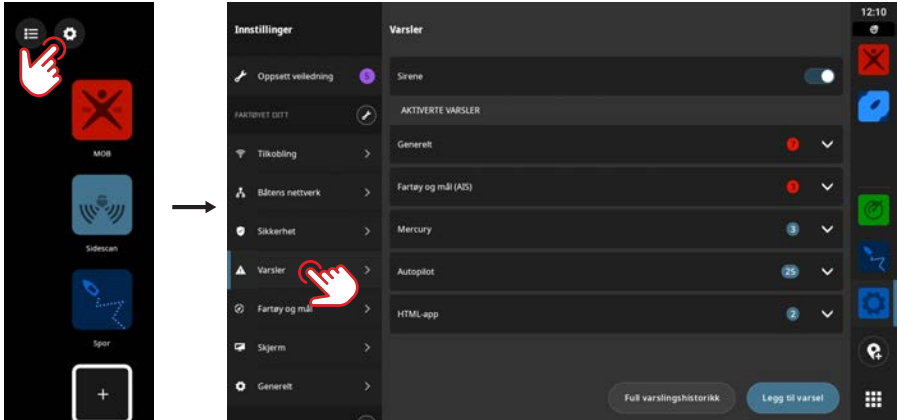 MOB
Sidescan
Spor
+
Innstillinger
Oppsett veiledning 5
FARTØYET DITT
Tilkobling
Båtens nettverk
Sikkerhet
Varsler
Fartøy og mål
Skjerm
Generelt
Varsler
Sirene
AKTIVERTE VARSLER
Generelt 7
Fartøy og mål (AIS) 3
Mercury 3
Autopilot 25
HTML-app 2
Full varslingshistorikk
Legg til varsel
12:10